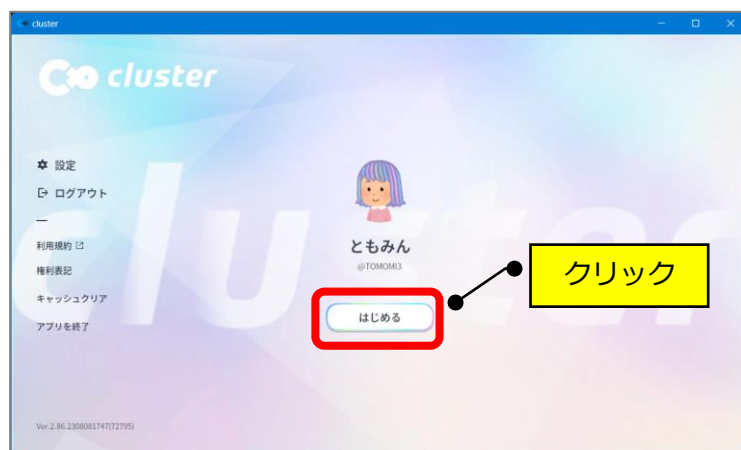 cluster
cluster
設定
ログアウト
利用規約
権利表記
キャッシュクリア
アプリを終了
ともみん
@TOMOMI3
はじめる
クリック
cluster
Ver.2.86.2308081747(72795)